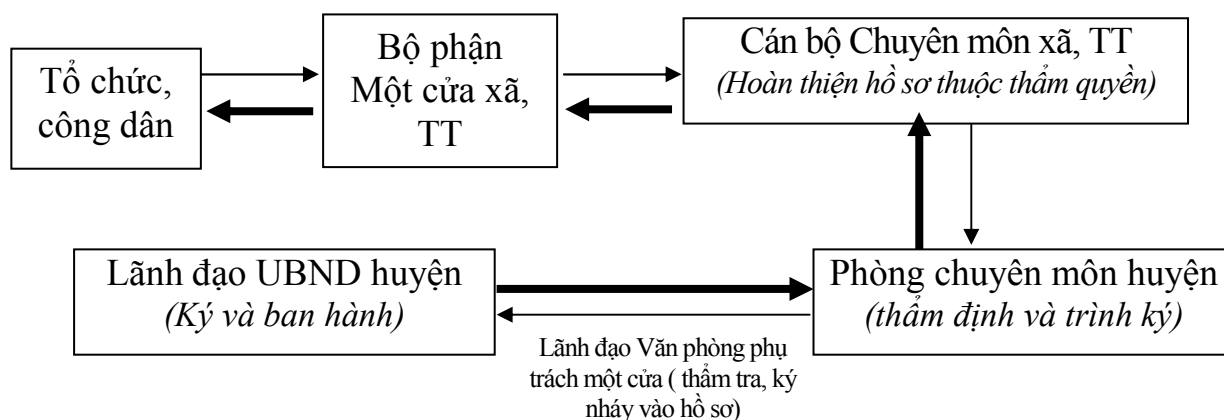 Tổ chức,
công dân
Bộ phận
Một cửa xã,
TT
Cán bộ Chuyên môn xã, TT
(Hoàn thiện hồ sơ thuộc thẩm quyền)
Lãnh đạo UBND huyện
(Ký và ban hành)
Phòng chuyên môn huyện
(thẩm định và trình ký)
Lãnh đạo Văn phòng phụ
trách một cửa ( thẩm tra, ký
nháy vào hồ sơ)